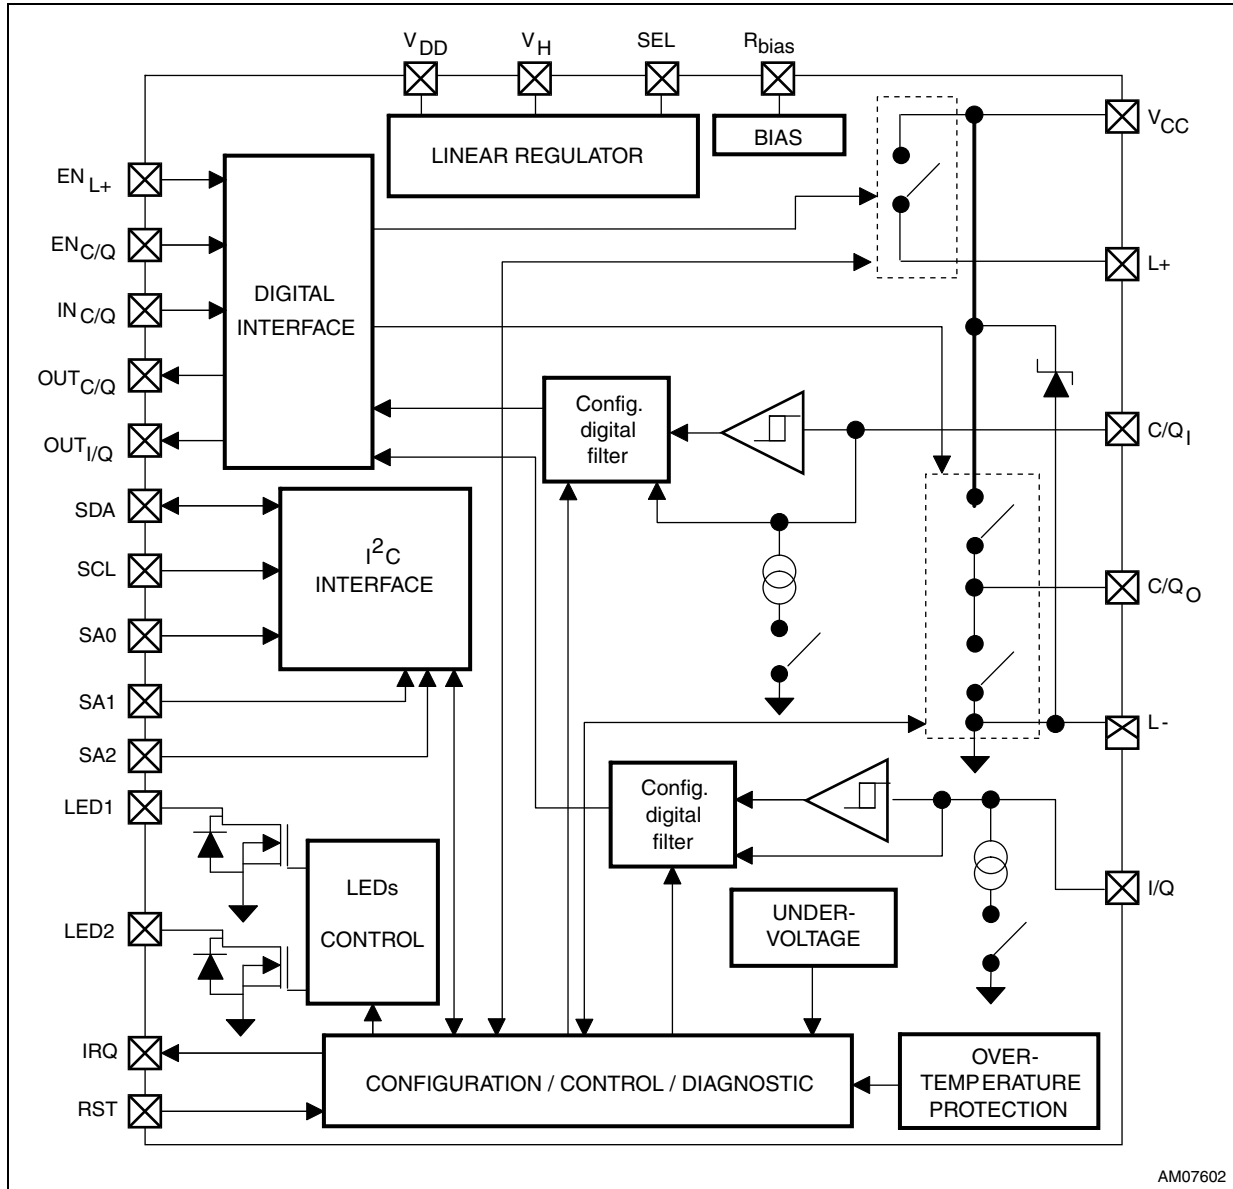 VDD
VH
SEL
Rbias
LINEAR REGULATOR
BIAS
VCC
ENL+
ENC/Q
INC/Q
OUTC/Q
OUTI/Q
DIGITAL
INTERFACE
L+
Config.
digital
filter
C/QI
SDA
SCL
SA0
SA1
SA2
I2C
INTERFACE
C/QO
L-
LED1
LED2
LEDs
CONTROL
Config.
digital
filter
I/Q
UNDER-
VOLTAGE
IRQ
RST
CONFIGURATION / CONTROL / DIAGNOSTIC
OVER-
TEMPERATURE
PROTECTION
AM07602